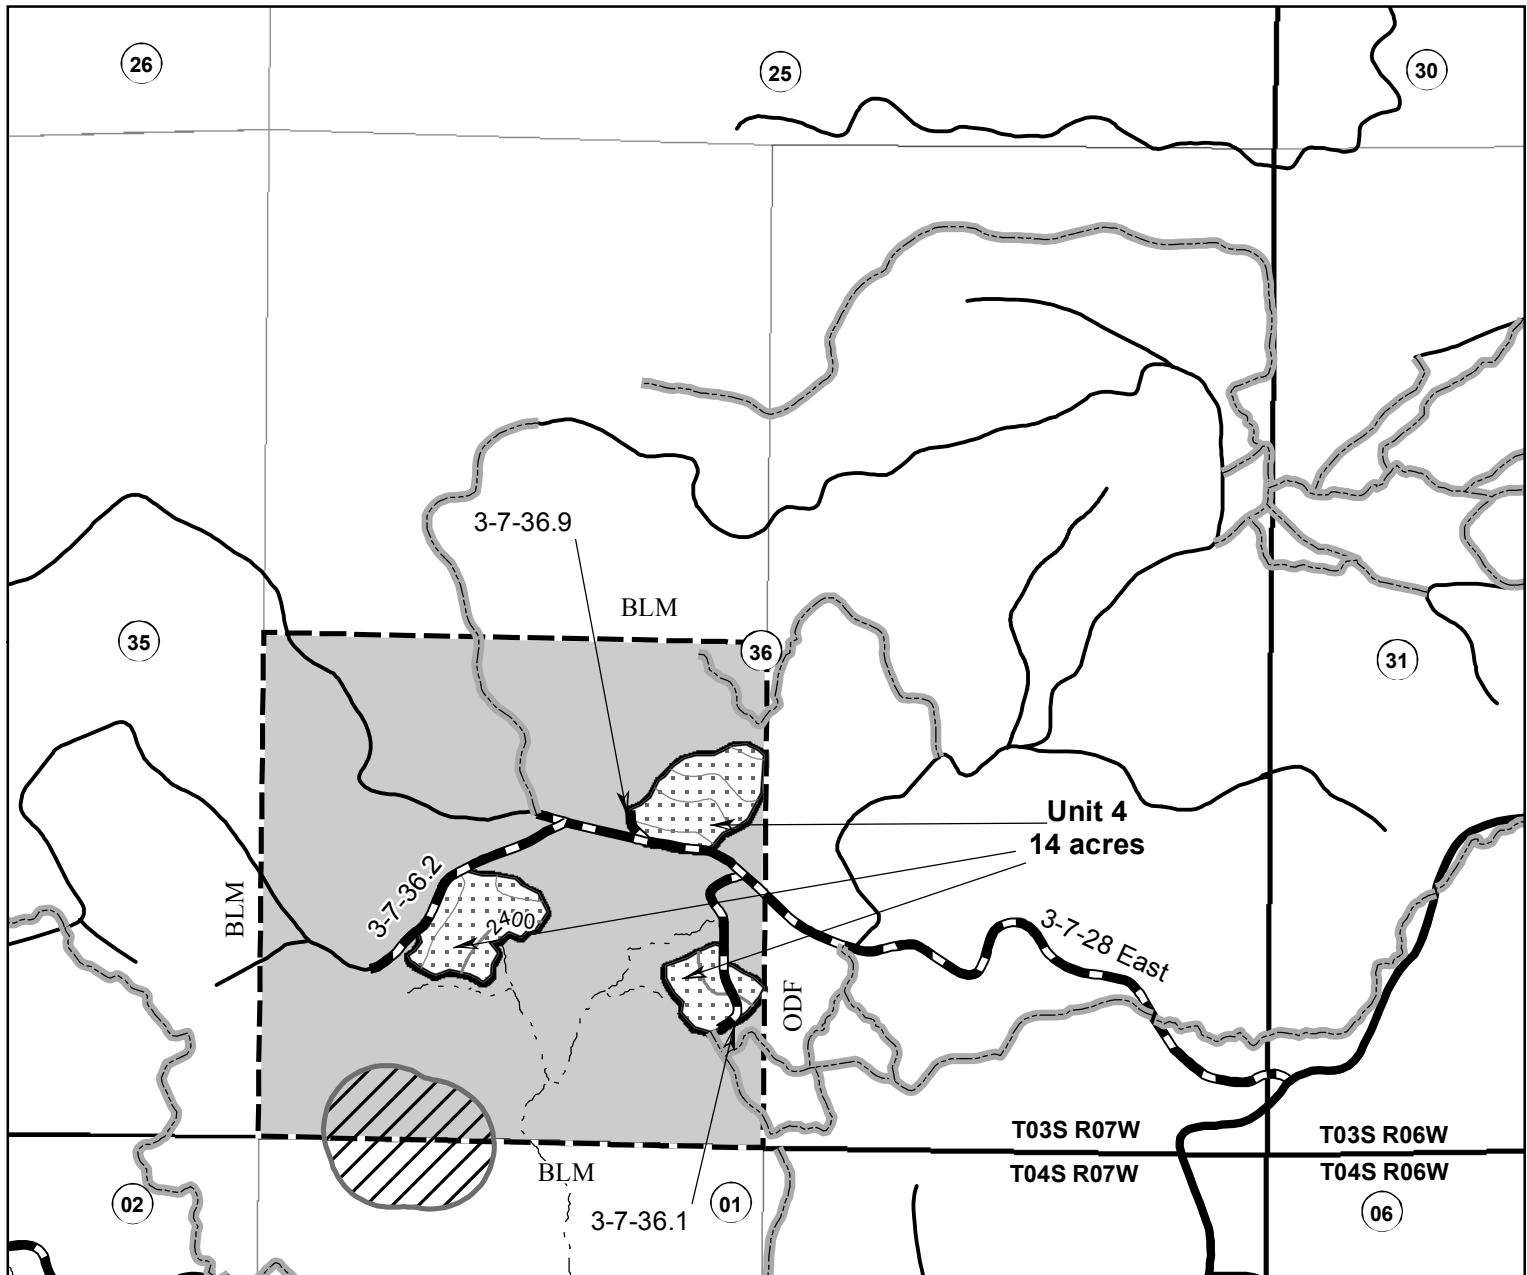 26
25
30
3-7-36.9
BLM
35
36
31
Unit 4
14 acres
3-7-36.2
BLM
2400
3-7-28 East
ODF
T03S R07W
T03S R06W
T04S R07W
T04S R06W
BLM
02
01
06
3-7-36.1